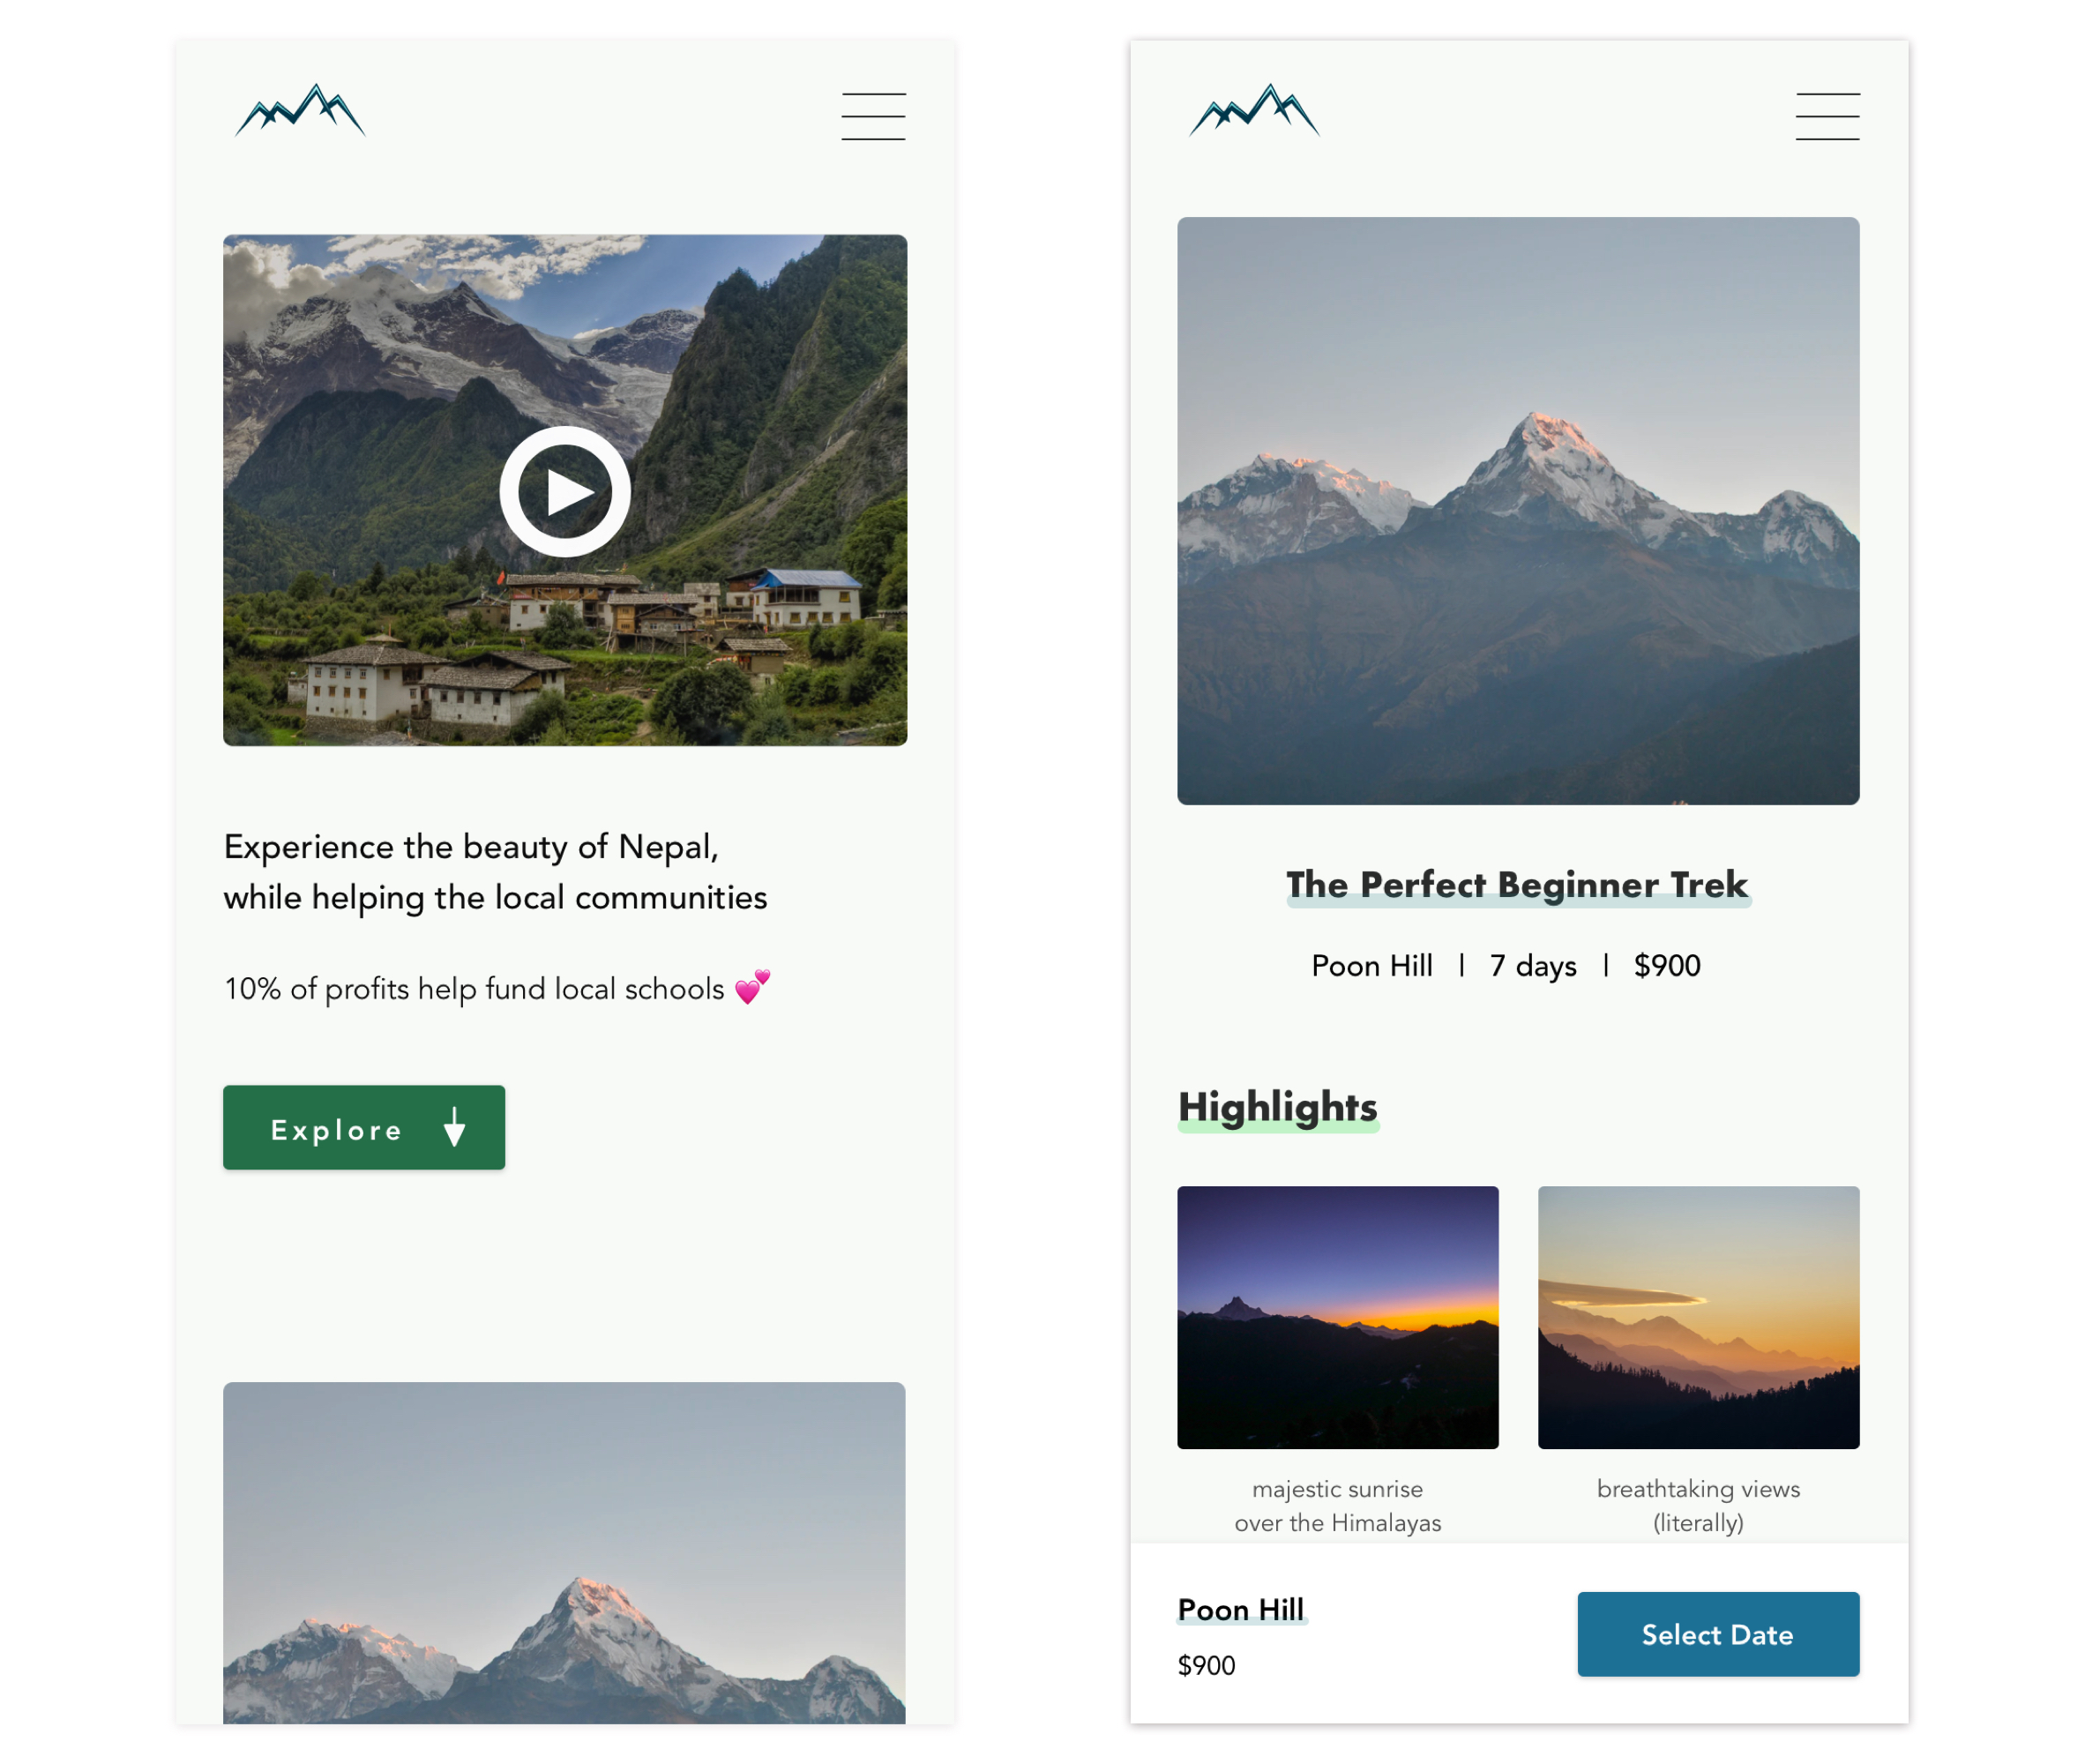 Experience the beauty of Nepal,
while helping the local communities
10% of profits help fund local schools 💕
Explore
The Perfect Beginner Trek
Poon Hill | 7 days | $900
Highlights
majestic sunrise
over the Himalayas
breathtaking views
(literally)
Poon Hill
$900
Select Date